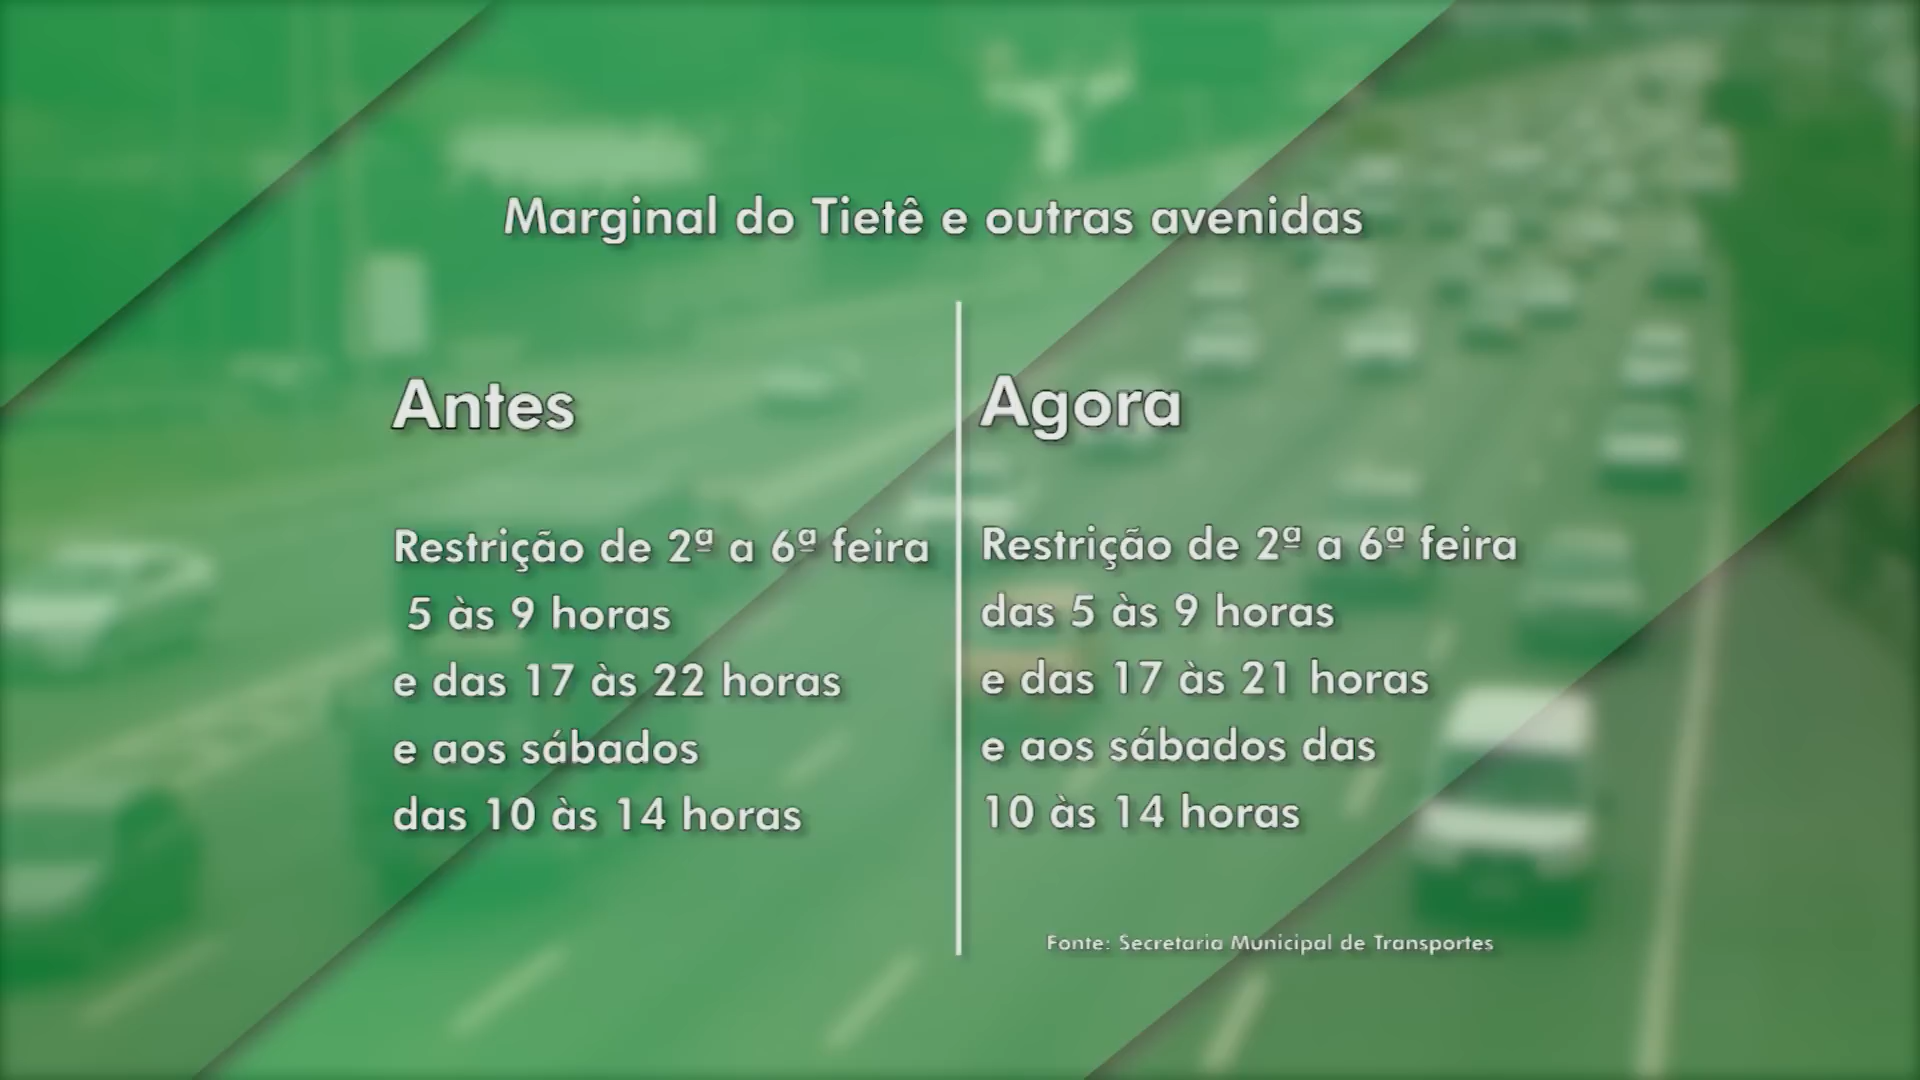 Marginal do Tietê e outras avenidas
Antes
Restrição de 2ª a 6ª feira
5 às 9 horas
e das 17 às 22 horas
e aos sábados
das 10 às 14 horas
Agora
Restrição de 2ª a 6ª feira
das 5 às 9 horas
e das 17 às 21 horas
e aos sábados das
10 às 14 horas
Fonte: Secretaria Municipal de Transportes